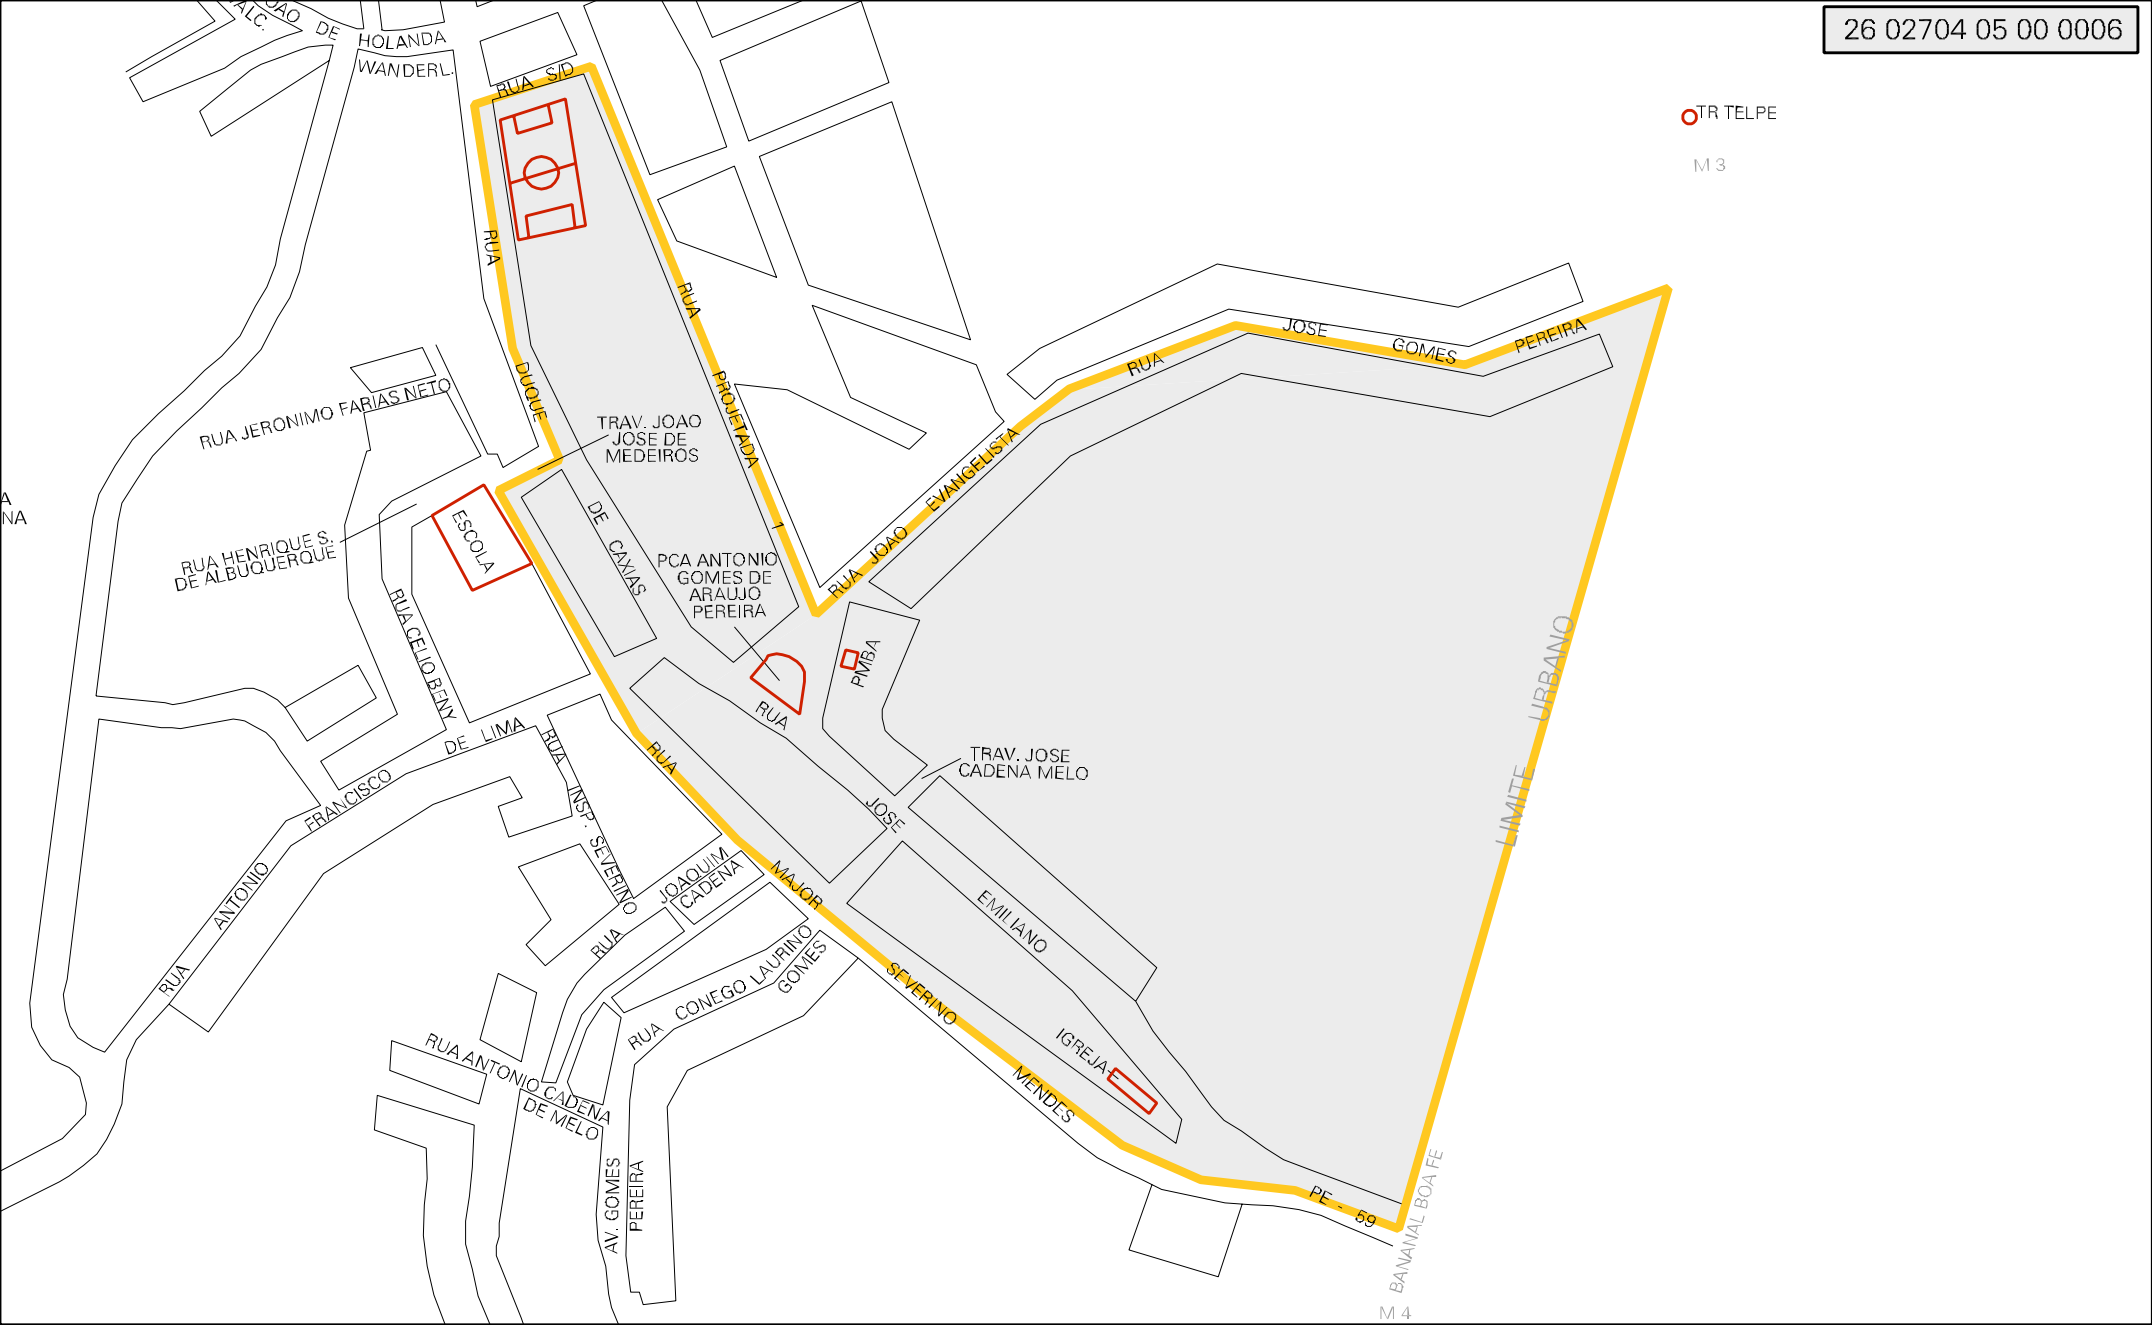 26 02704 05 00 0006
JOAO DE HOLANDA
WANDERL.
ALC.
RUA S/D
TR TELPE
M 3
RUA DUQUE DE CAXIAS
RUA PROJETADA 1
RUA JOSE GOMES PEREIRA
RUA JERONIMO FARIAS NETO
TRAV. JOAO
JOSE DE
MEDEIROS
RUA JOAO EVANGELISTA
A
NA
ESCOLA
RUA HENRIQUE S.
DE ALBUQUERQUE
PCA ANTONIO
GOMES DE
ARAUJO
PEREIRA
RUA CELIO BENY
PMBA
LIMITE URBANO
RUA ANTONIO FRANCISCO DE LIMA
RUA INSP. SEVERINO
RUA JOSE EMILIANO
TRAV. JOSE
CADENA MELO
RUA MAJOR SEVERINO MENDES
RUA JOAQUIM
CADENA
RUA CONEGO LAURINO
GOMES
IGREJA
RUA ANTONIO CADENA
DE MELO
AV. GOMES
PEREIRA
PE - 59
BANANAL BOA FE
M 4